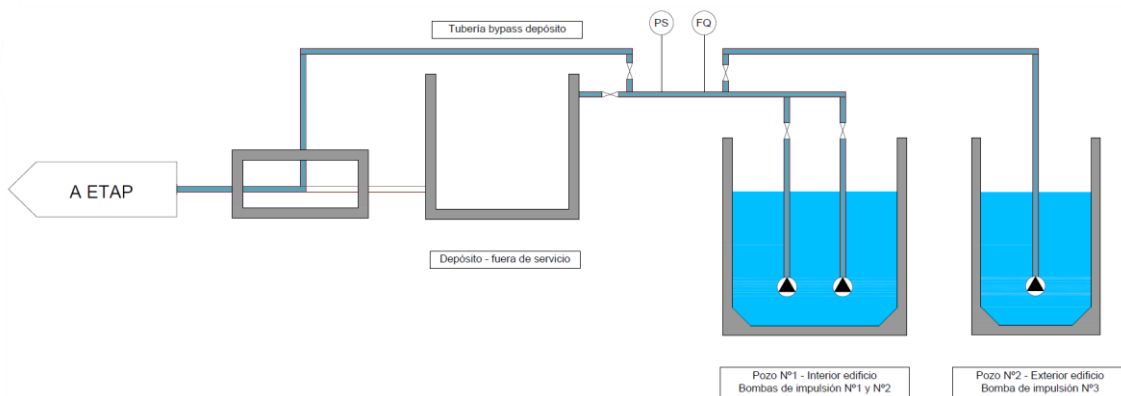 Tubería bypass depósito
PS
FQ
A ETAP
Depósito - fuera de servicio
Pozo Nº1 - Interior edificio
Bombas de impulsión Nº1 y Nº2
Pozo Nº2 - Exterior edificio
Bomba de impulsión Nº3